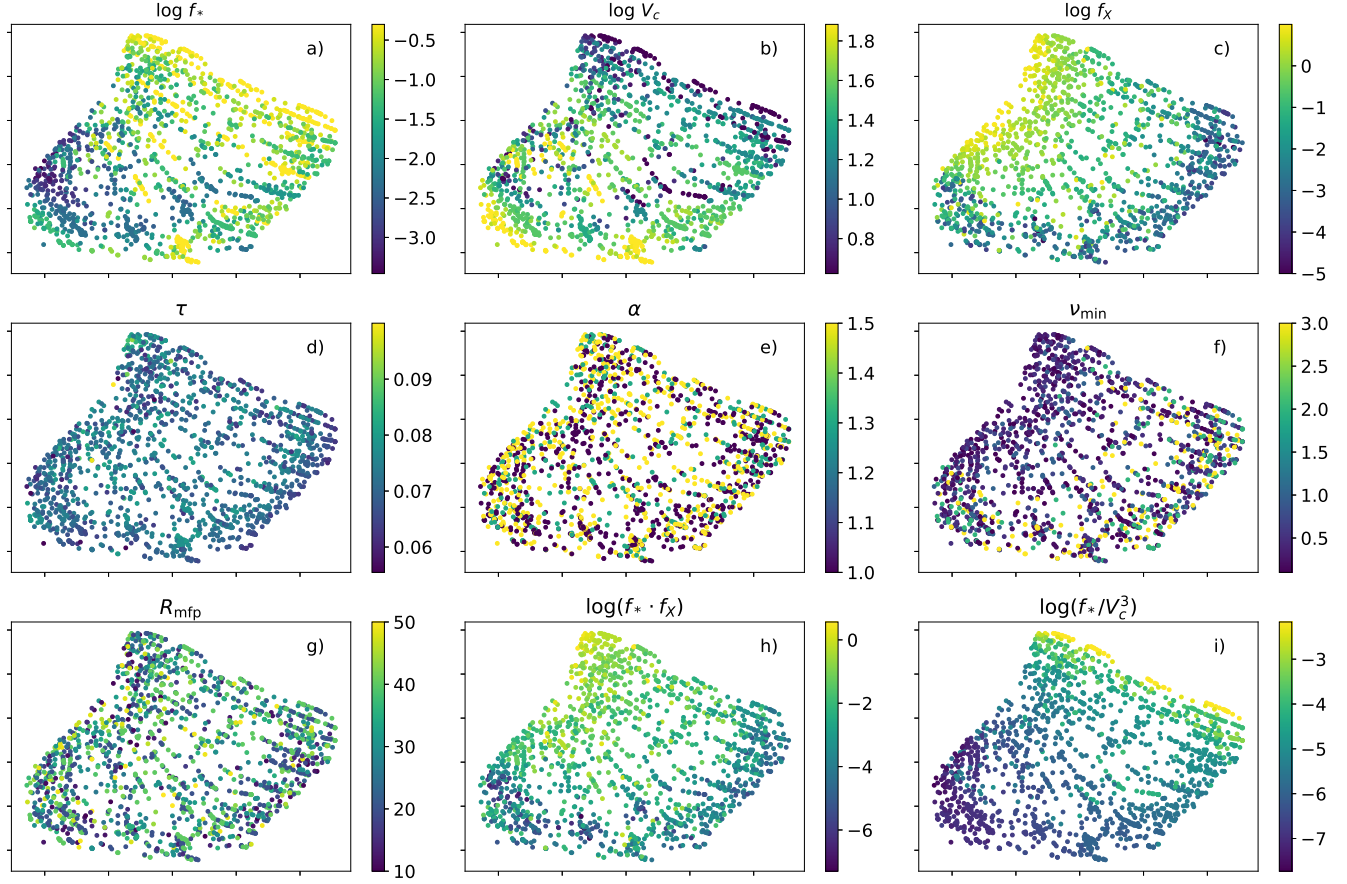 log f*
a)
−0.5
−1.0
−1.5
−2.0
−2.5
−3.0
log Vc
b)
1.8
1.6
1.4
1.2
1.0
0.8
log fX
c)
0
−1
−2
−3
−4
−5
τ
d)
0.09
0.08
0.07
0.06
α
e)
1.5
1.4
1.3
1.2
1.1
1.0
νmin
f)
3.0
2.5
2.0
1.5
1.0
0.5
Rmfp
g)
50
40
30
20
10
log(f* · fX)
h)
0
−2
−4
−6
log(f*/Vc³)
i)
−3
−4
−5
−6
−7